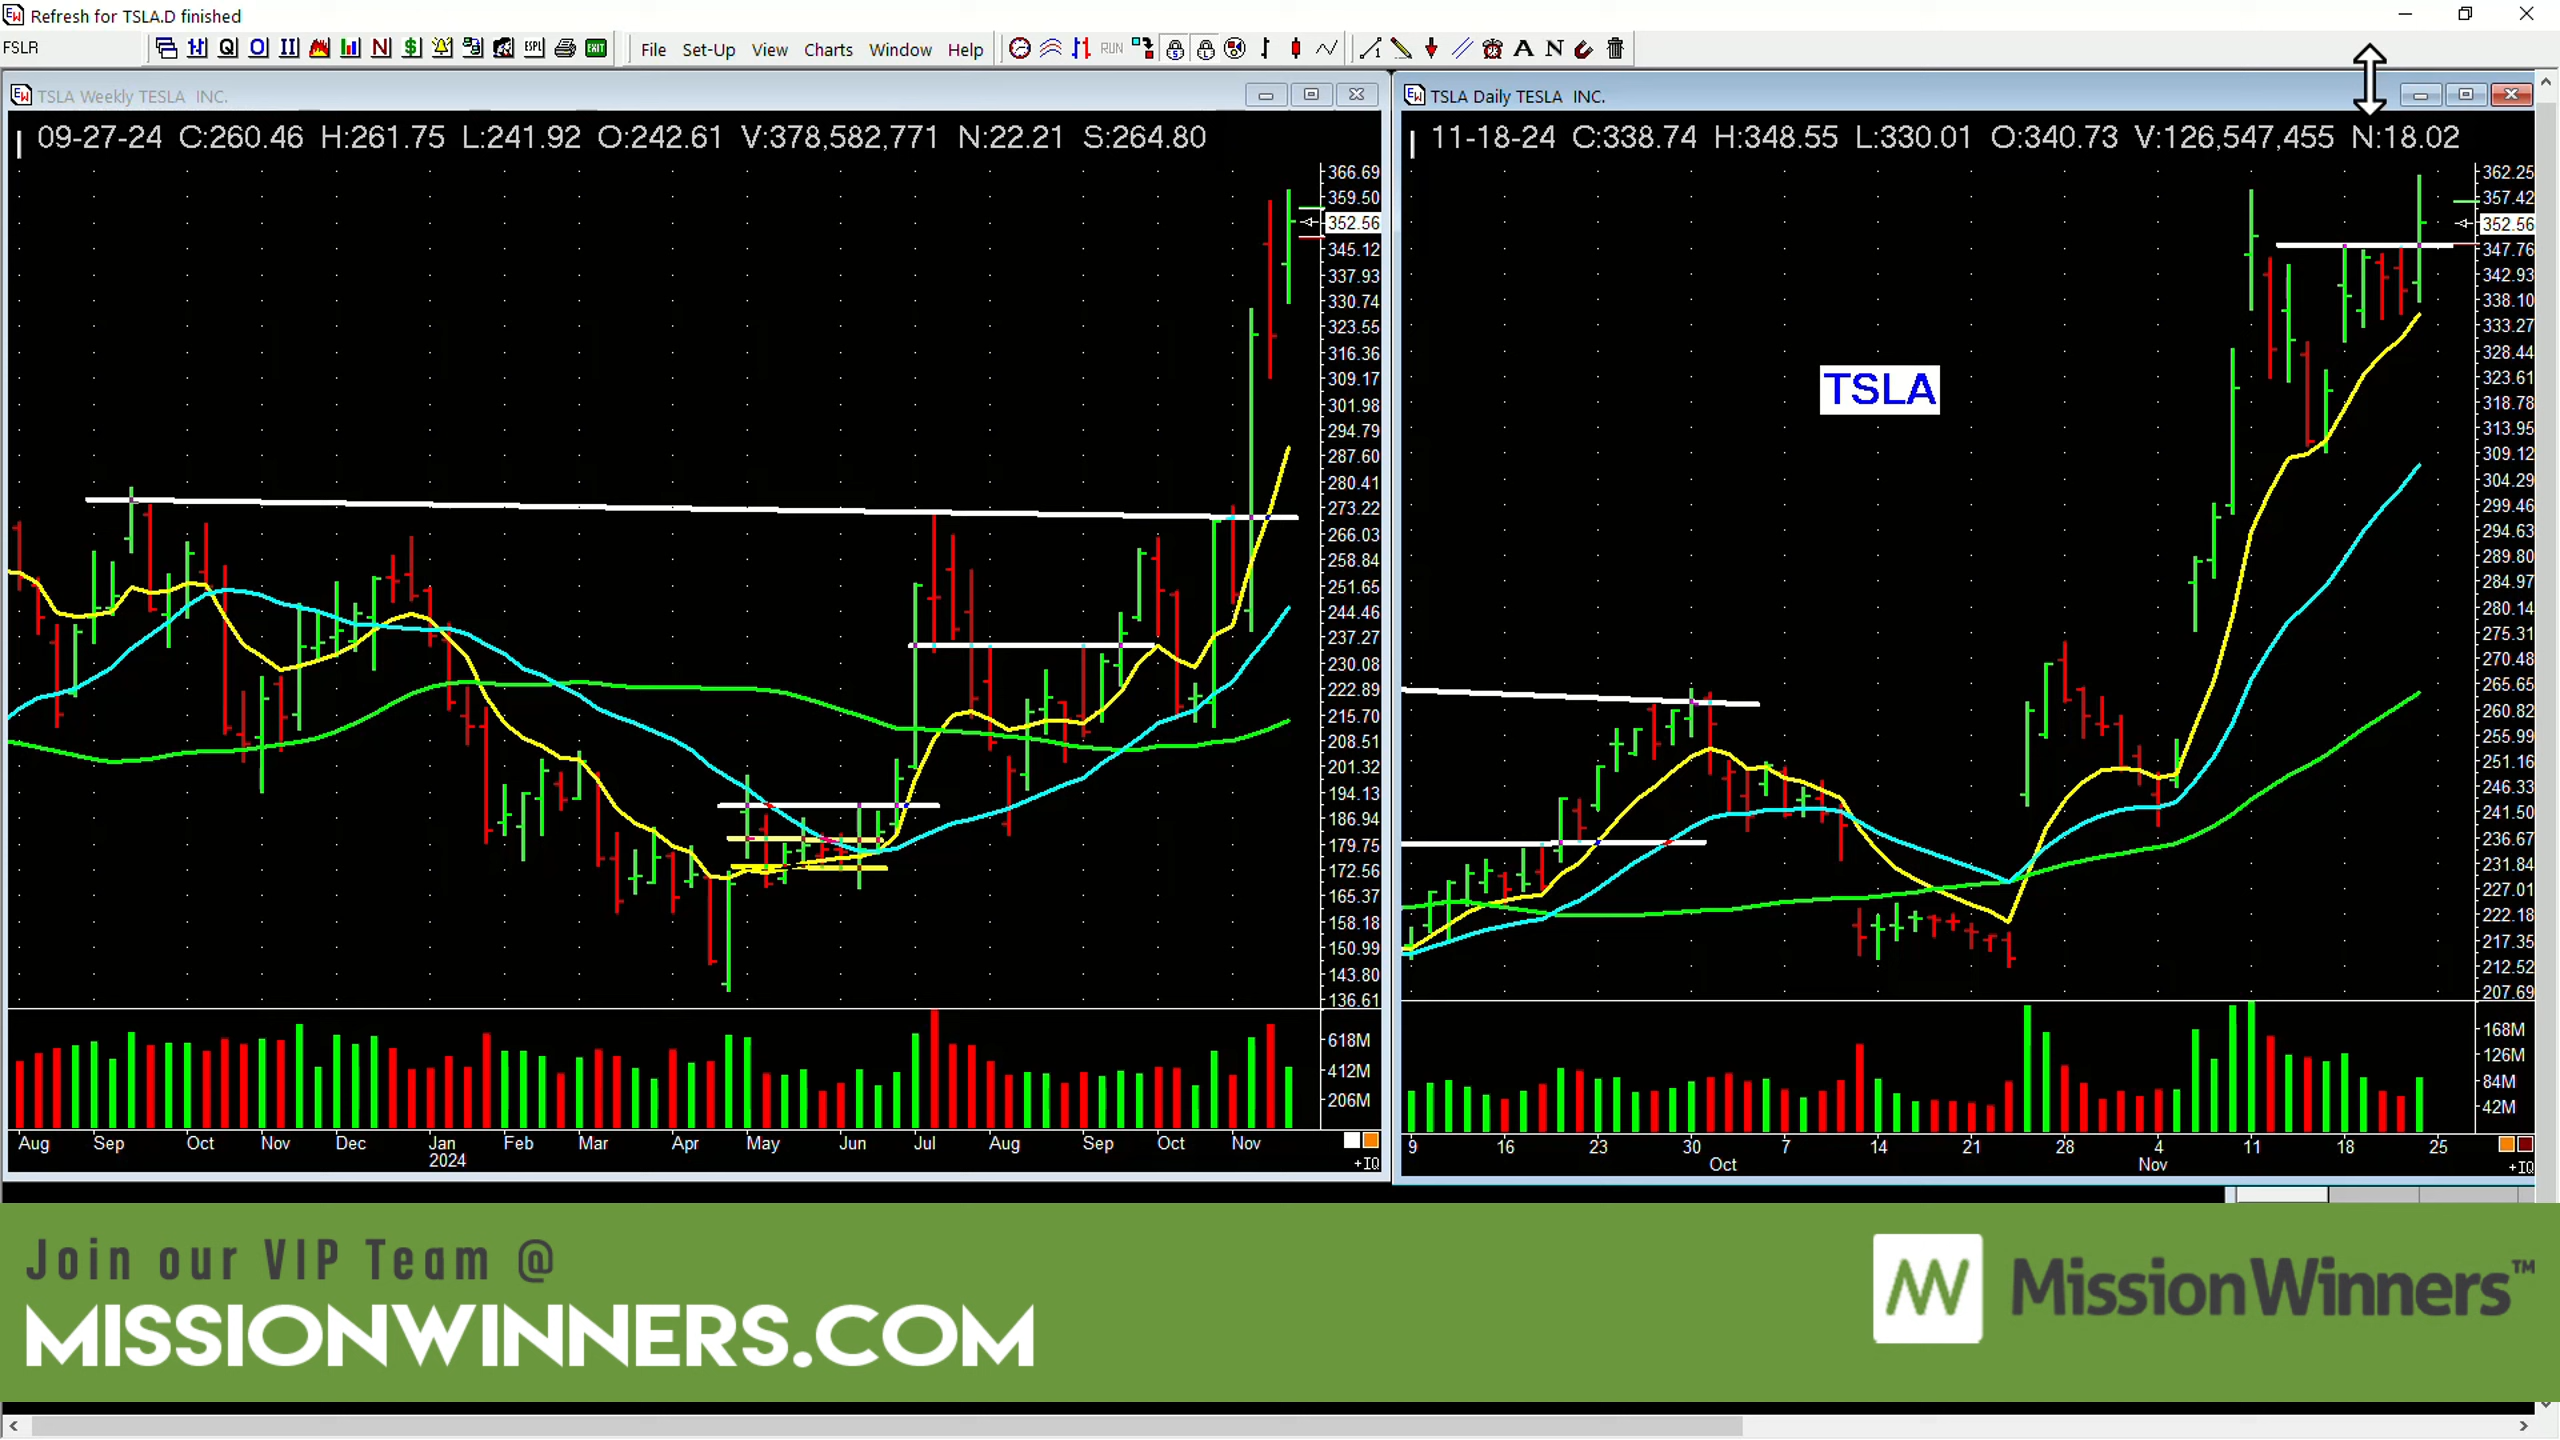 Refresh for TSLA.D finished
FSLR
File Set-Up View Charts Window Help
RUN
TSLA Weekly TESLA INC.
09-27-24 C:260.46 H:261.75 L:241.92 O:242.61 V:378,582,771 N:22.21 S:264.80
366.69
359.50
352.56
345.12
337.93
330.74
323.55
316.36
309.17
301.98
294.79
287.60
280.41
273.22
266.03
258.84
251.65
244.46
237.27
230.08
222.89
215.70
208.51
201.32
194.13
186.94
179.75
172.56
165.37
158.18
150.99
143.80
136.61
618M
412M
206M
Aug Sep Oct Nov Dec Jan Feb Mar Apr May Jun Jul Aug Sep Oct Nov
2024
+IQ
TSLA Daily TESLA INC.
11-18-24 C:338.74 H:348.55 L:330.01 O:340.73 V:126,547,455 N:18.02
TSLA
362.25
357.42
352.56
347.76
342.93
338.10
333.27
328.44
323.61
318.78
313.95
309.12
304.29
299.46
294.63
289.80
284.97
280.14
275.31
270.48
265.65
260.82
255.99
251.16
246.33
241.50
236.67
231.84
227.01
222.18
217.35
212.52
207.69
168M
126M
84M
42M
9 16 23 30 7 14 21 28 4 11 18 25
Oct Nov
+IQ
Join our VIP Team @
MISSIONWINNERS.COM
MissionWinners™